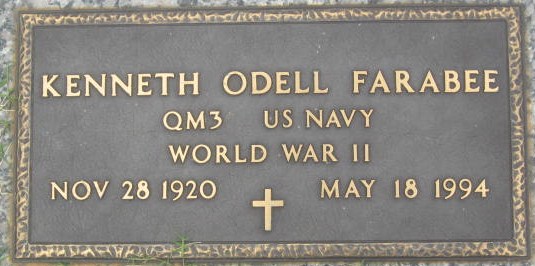 KENNETH ODELL FARABEE
QM3 US NAVY
WORLD WAR II
NOV 28 1920 MAY 18 1994